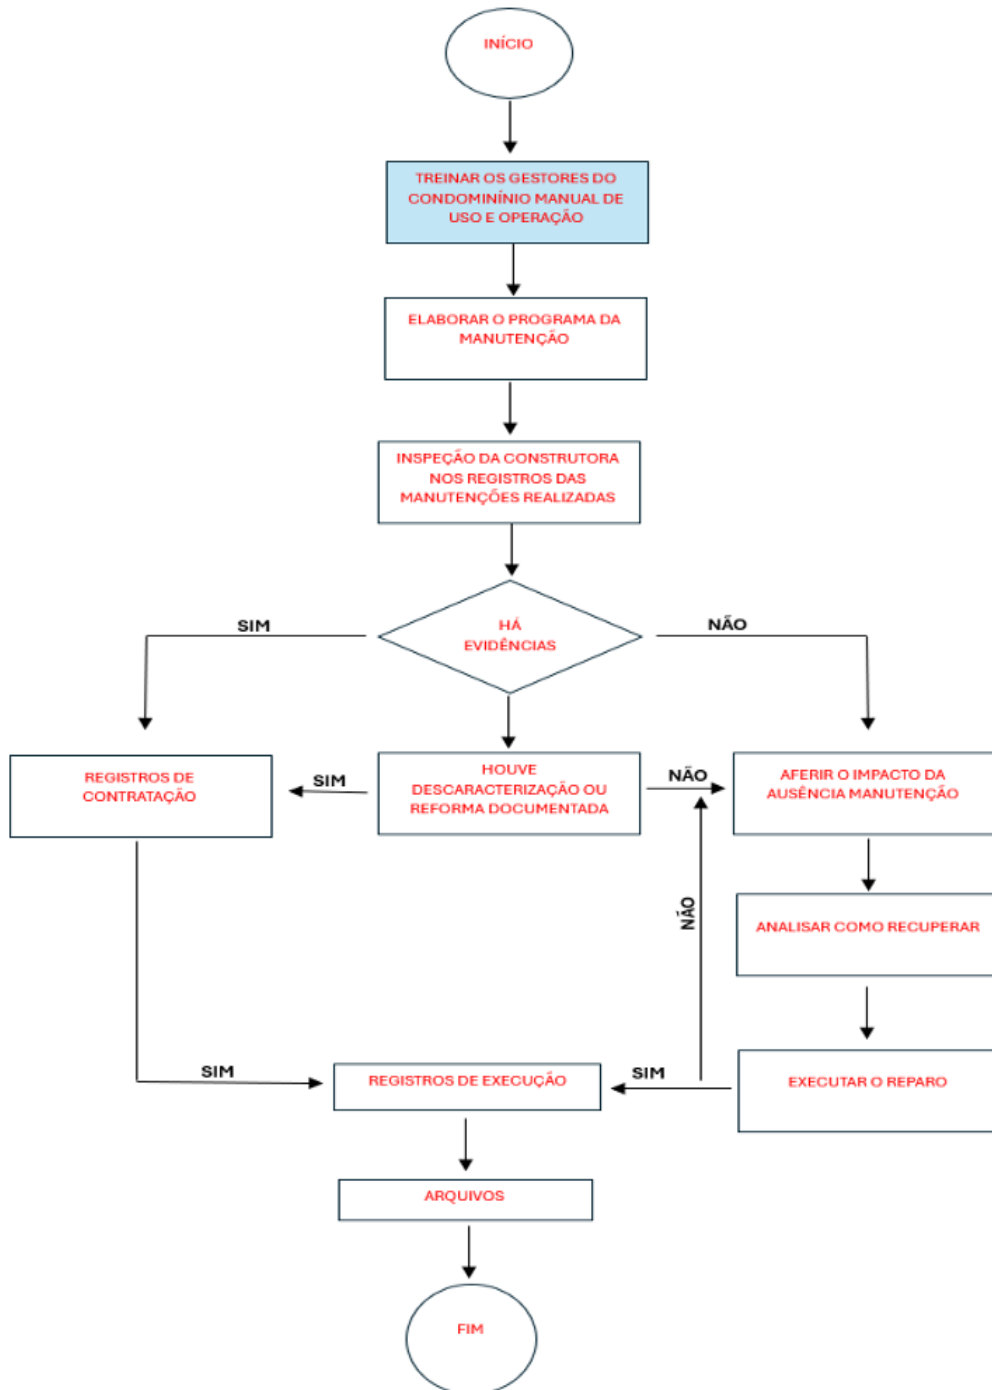 INÍCIO
TREINAR OS GESTORES DO
CONDOMINÍNIO MANUAL DE
USO E OPERAÇÃO
ELABORAR O PROGRAMA DA
MANUTENÇÃO
INSPEÇÃO DA CONSTRUTORA
NOS REGISTROS DAS
MANUTENÇÕES REALIZADAS
HÁ
EVIDÊNCIAS
SIM
NÃO
REGISTROS DE
CONTRATAÇÃO
SIM
HOUVE
DESCARACTERIZAÇÃO OU
REFORMA DOCUMENTADA
NÃO
AFERIR O IMPACTO DA
AUSÊNCIA MANUTENÇÃO
NÃO
ANALISAR COMO RECUPERAR
SIM
REGISTROS DE EXECUÇÃO
SIM
EXECUTAR O REPARO
ARQUIVOS
FIM